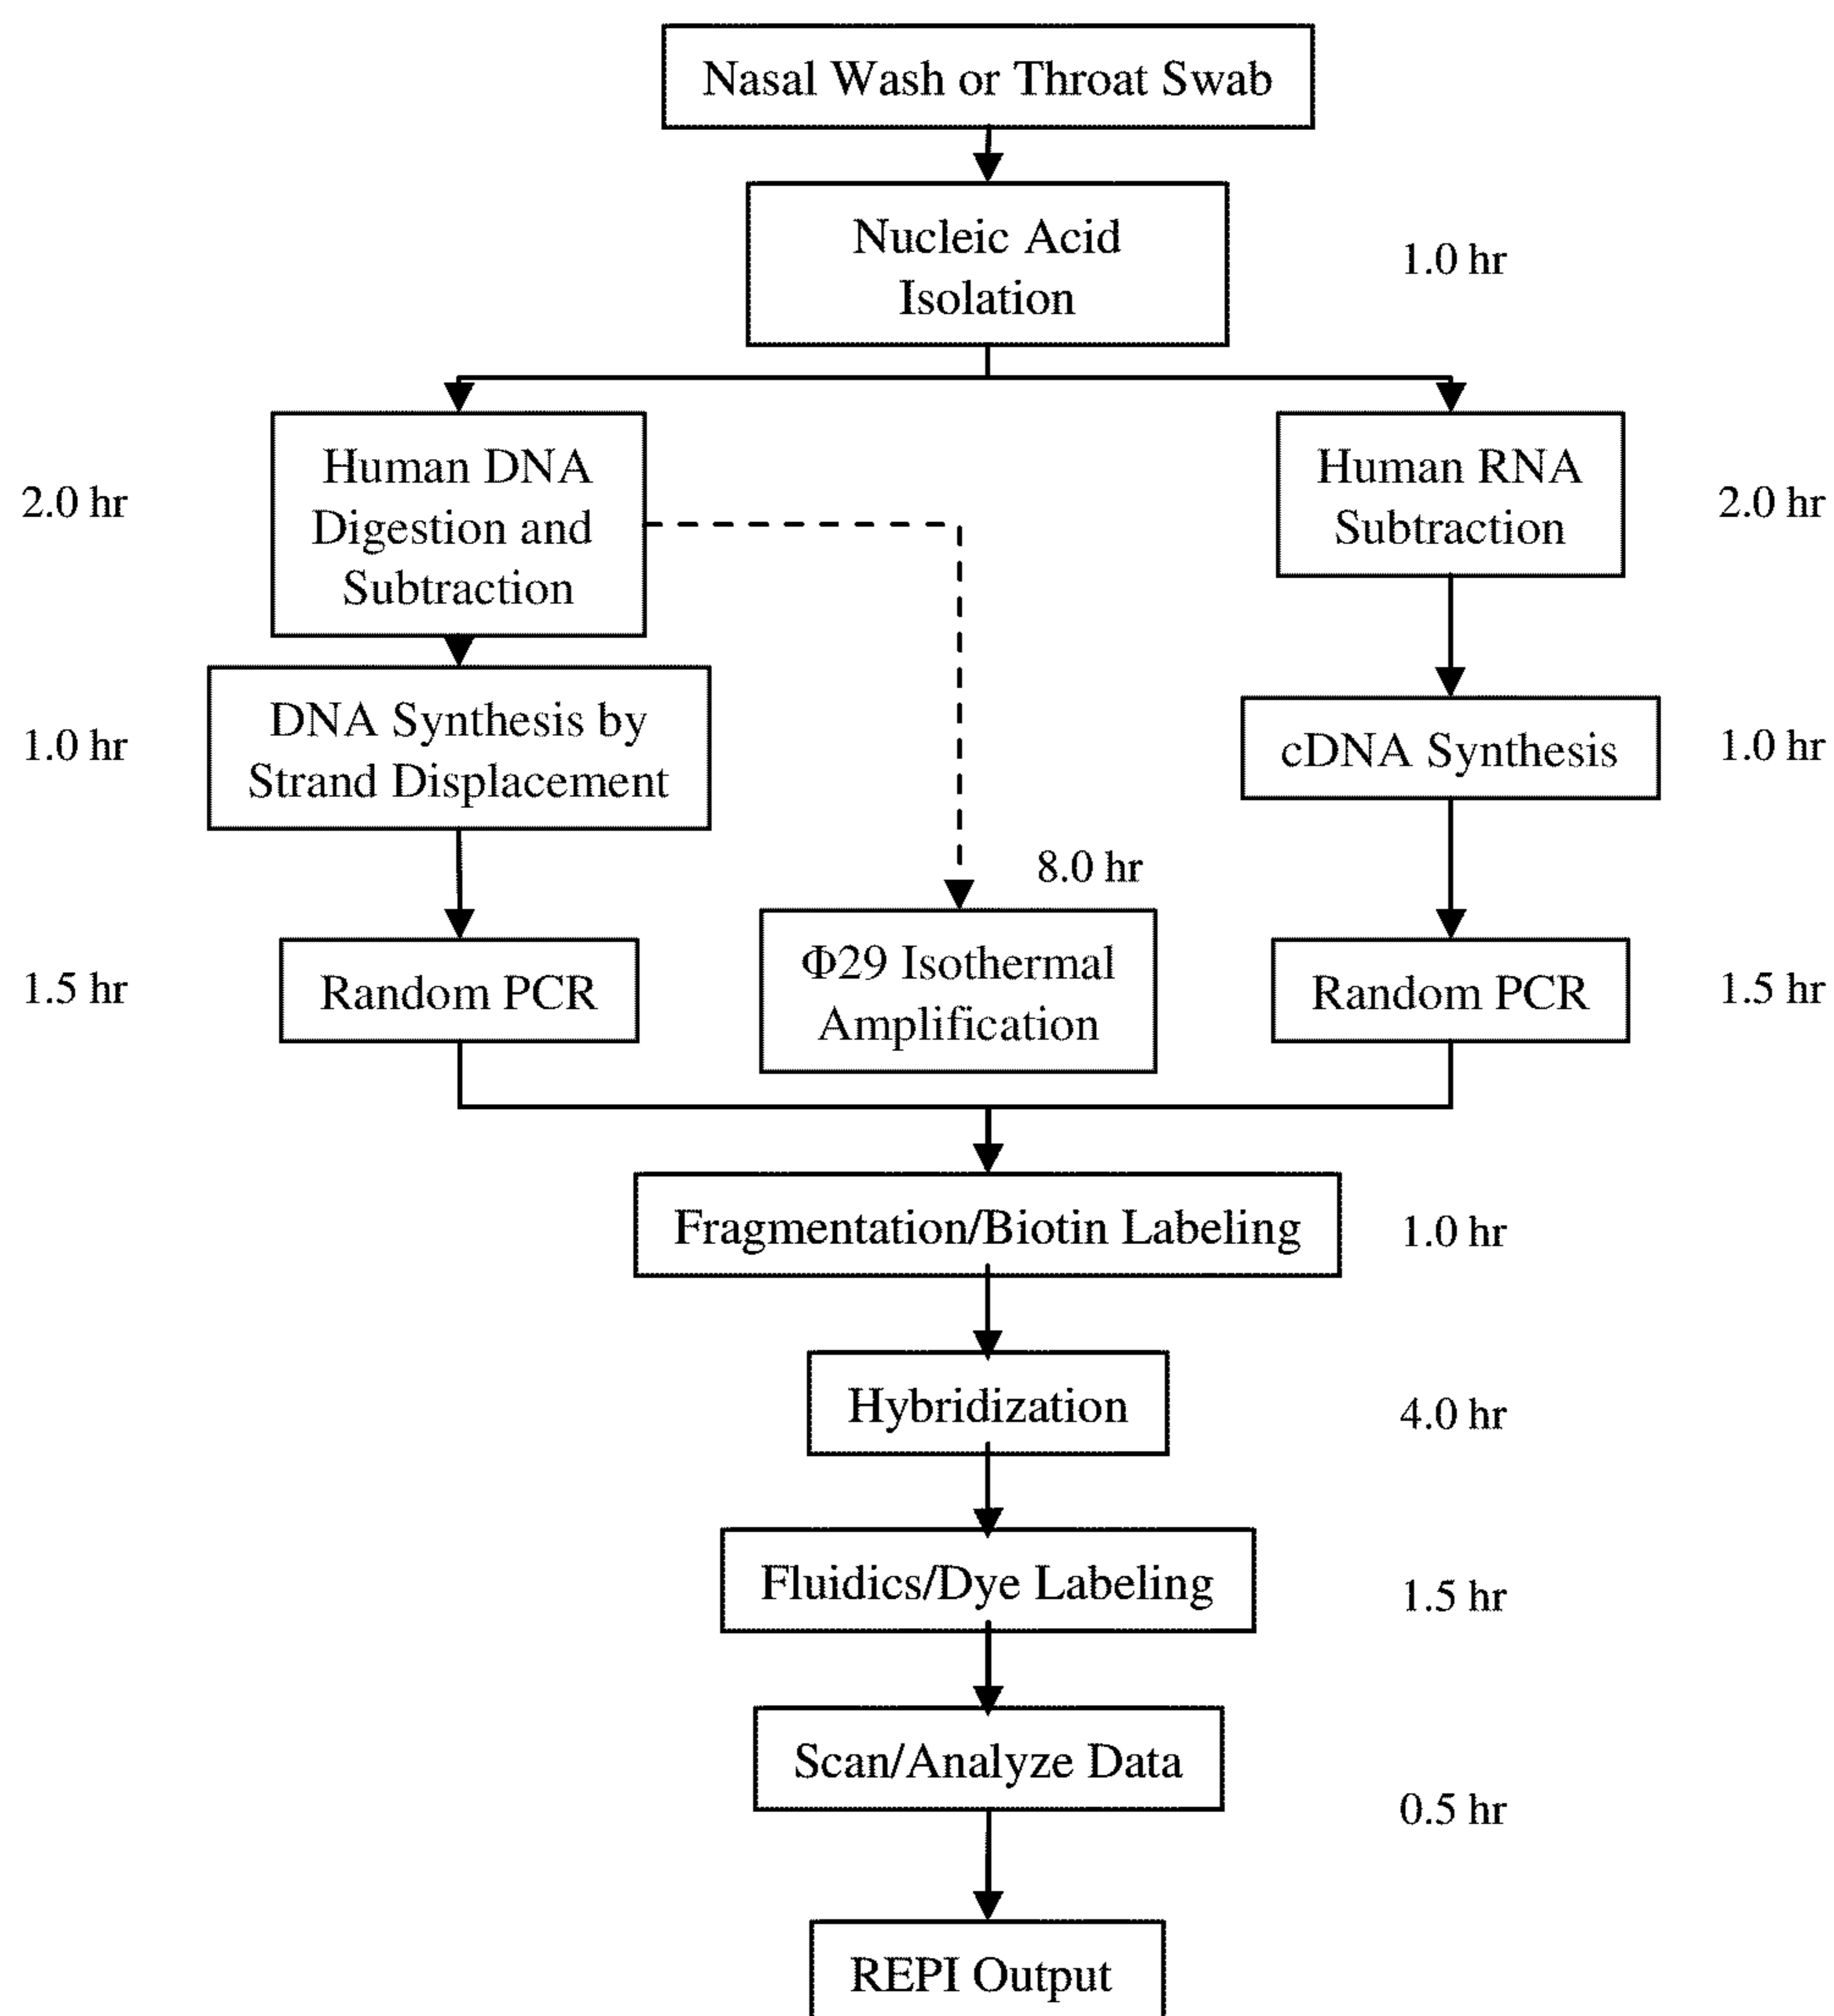 Nasal Wash or Throat Swab
Nucleic Acid
Isolation
1.0 hr
2.0 hr
Human DNA
Digestion and
Subtraction
Human RNA
Subtraction
2.0 hr
1.0 hr
DNA Synthesis by
Strand Displacement
cDNA Synthesis
1.0 hr
8.0 hr
1.5 hr
Random PCR
Φ29 Isothermal
Amplification
Random PCR
1.5 hr
Fragmentation/Biotin Labeling
1.0 hr
Hybridization
4.0 hr
Fluidics/Dye Labeling
1.5 hr
Scan/Analyze Data
0.5 hr
REPI Output